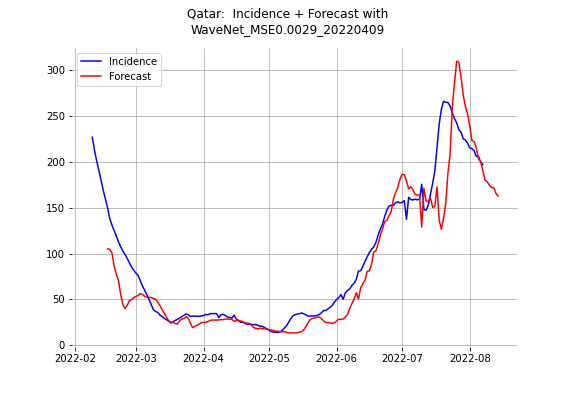 Qatar:  Incidence + Forecast with
WaveNet_MSE0.0029_20220409
Incidence
Forecast
300
250
200
150
100
50
0
2022-02 2022-03 2022-04 2022-05 2022-06 2022-07 2022-08